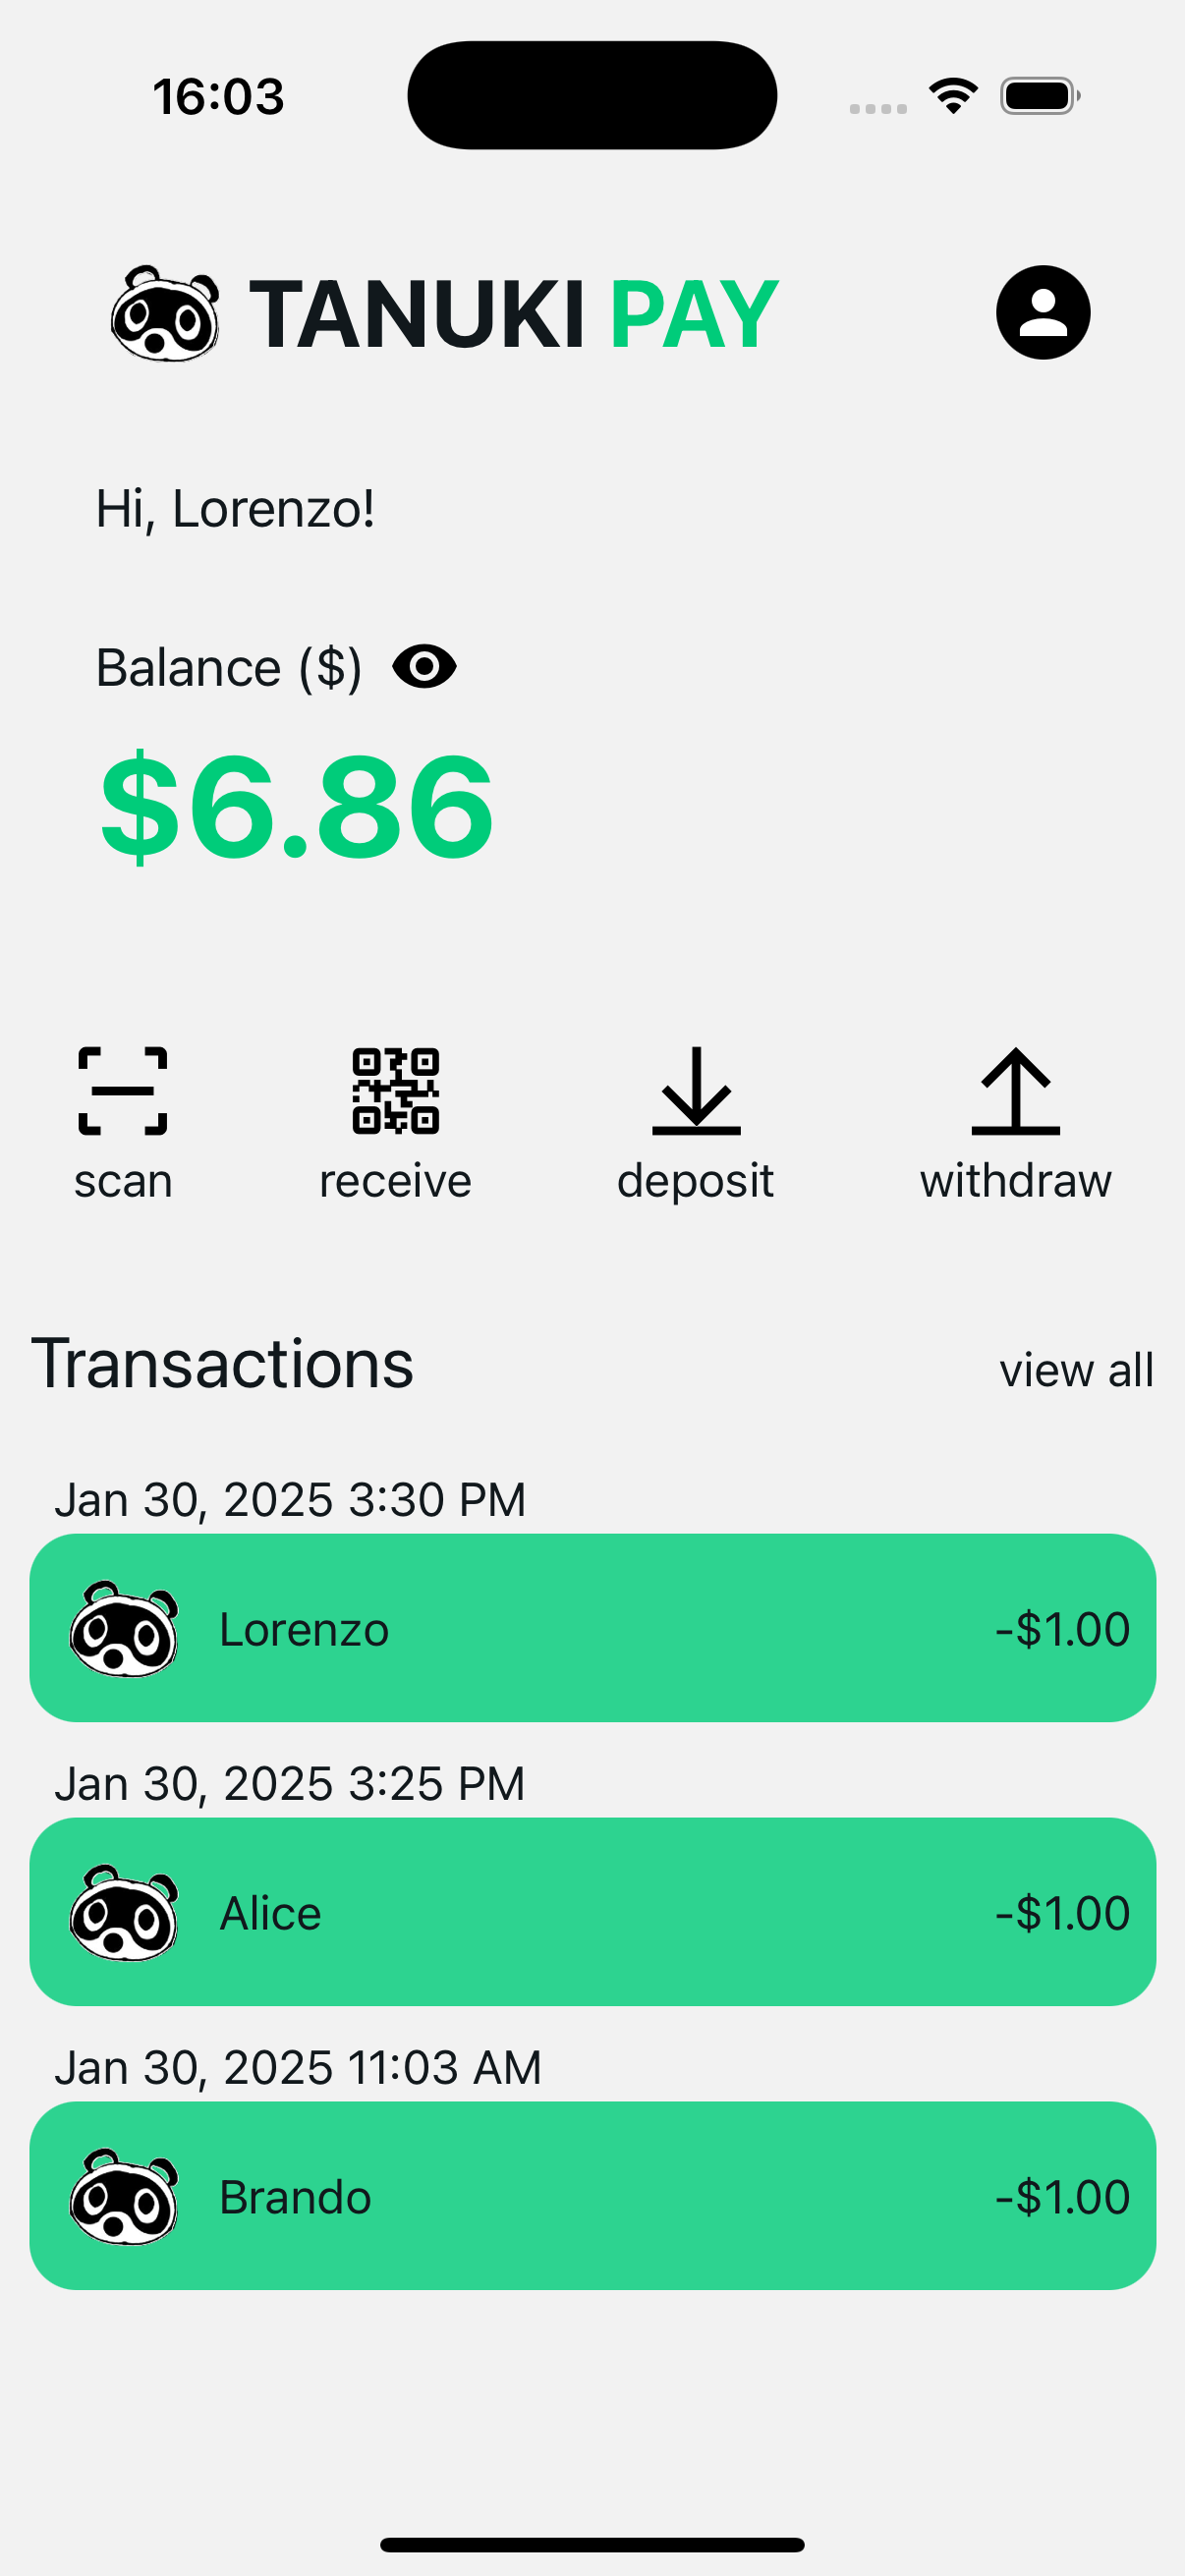 16:03
TANUKI PAY
Hi, Lorenzo!
Balance ($)
$6.86
scan receive deposit withdraw
Transactions view all
Jan 30, 2025 3:30 PM
Lorenzo -$1.00
Jan 30, 2025 3:25 PM
Alice -$1.00
Jan 30, 2025 11:03 AM
Brando -$1.00